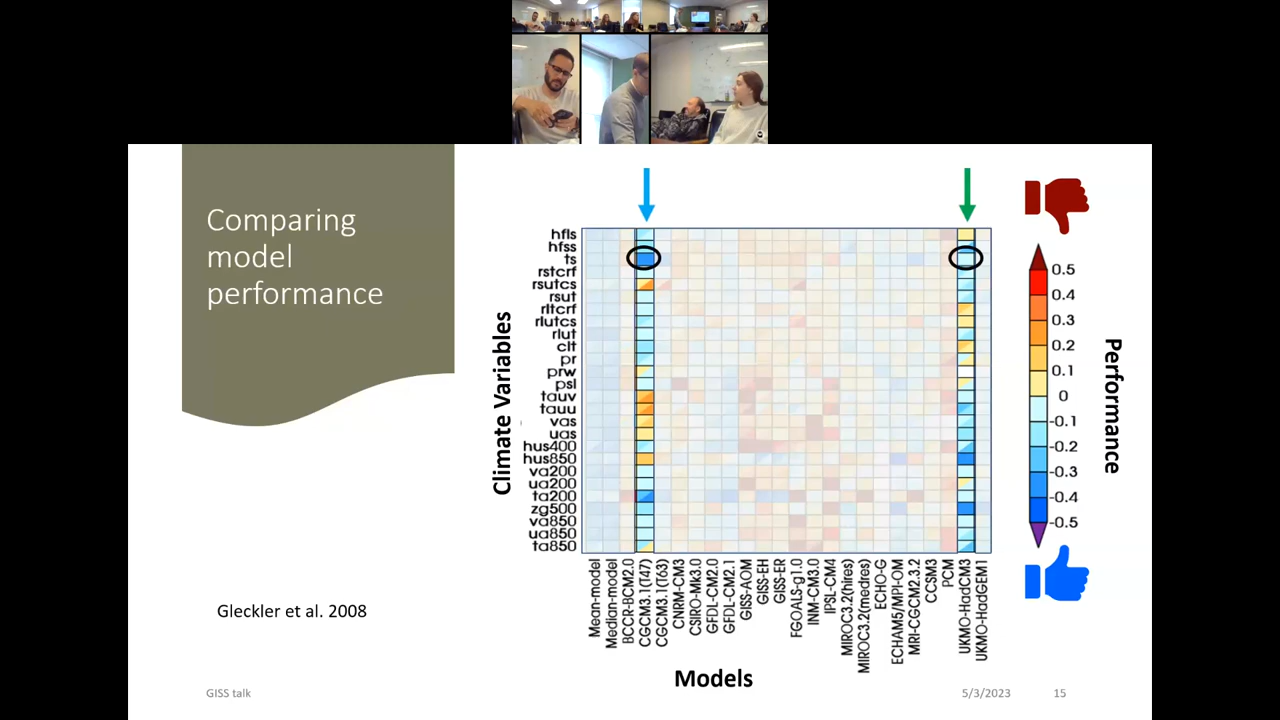 Comparing
model
performance
Gleckler et al. 2008
Climate Variables
hfls
hfss
ts
rstcrf
rsutcs
rsut
rltcrf
rlutcs
rlut
clt
pr
prw
psl
tauv
tauu
vas
uas
hus400
hus850
va200
ua200
ta200
zg500
va850
ua850
ta850
Mean-model
Median-model
BCCR-BCM2.0
CGCM3.1(T47)
CGCM3.1(T63)
CNRM-CM3
CSIRO-Mk3.0
GFDL-CM2.0
GFDL-CM2.1
GISS-AOM
GISS-EH
GISS-ER
FGOALS-g1.0
INM-CM3.0
IPSL-CM4
MIROC3.2(hires)
MIROC3.2(medres)
ECHO-G
ECHAM5/MPI-OM
MRI-CGCM2.3.2
CCSM3
PCM
UKMO-HadCM3
UKMO-HadGEM1
Models
0.5
0.4
0.3
0.2
0.1
0
-0.1
-0.2
-0.3
-0.4
-0.5
Performance
GISS talk
5/3/2023
15